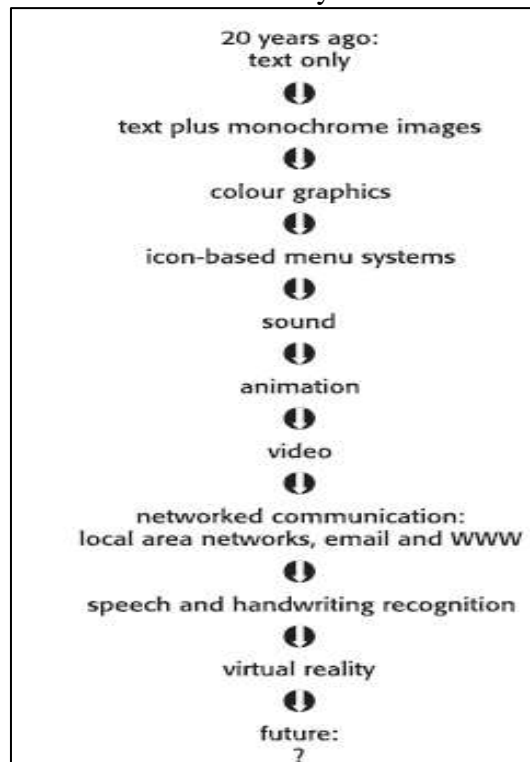 20 years ago:
text only
text plus monochrome images
colour graphics
icon-based menu systems
sound
animation
video
networked communication:
local area networks, email and WWW
speech and handwriting recognition
virtual reality
future:
?